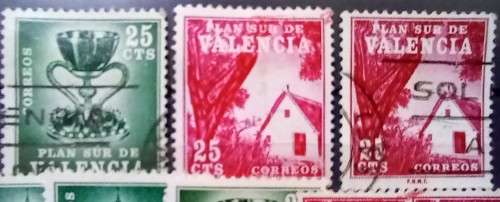 25
CTS
CORREOS
PLAN SUR DE
VALENCIA
PLAN SUR DE
VALENCIA
25
CTS CORREOS
PLAN SUR DE
VALENCIA
SOL
A
25
CTS CORREOS
F.N.M.T.